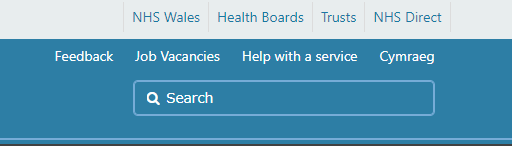 NHS Wales Health Boards Trusts NHS Direct
Feedback Job Vacancies Help with a service Cymraeg
Search